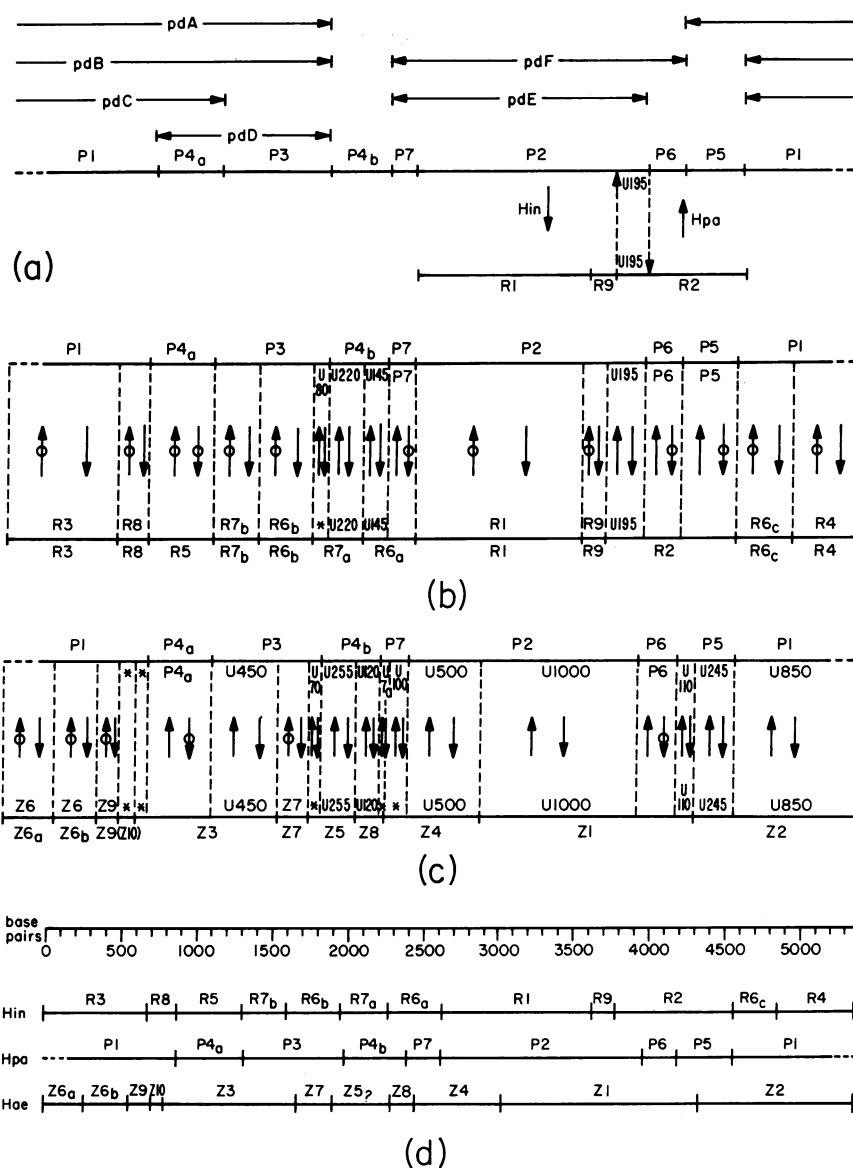 pdA
pdB pdF
pdC pdE
pdD
P1 P4a P3 P4b P7 P2 P6 P5 P1
U195
Hin Hpa
U195
R1 R9 R2
(a)
P1 P4a P3 P4b P7 P2 P6 P5 P1
U 80 U220 U145 P7 U195 P6 P5
R3 R8 R7b R6b * U220 U145 R1 R9 U195 R6c R4
R3 R8 R5 R7b R6b R7a R6a R1 R9 R2 R6c R4
(b)
P1 P4a P3 P4b P7 P2 P6 P5 P1
* * P4a U450 U 70 U255 U120 U 7a U 100 U500 U1000 P6 U 110 U245 U850
Z6 Z6 Z9 * * U450 Z7 * U255 U120 * * U500 U1000 U 110 U245 U850
Z6a Z6b Z9 (Z10) Z3 Z7 Z5 Z8 Z4 Z1 Z2
(c)
base pairs
0 500 1000 1500 2000 2500 3000 3500 4000 4500 5000
Hin R3 R8 R5 R7b R6b R7a R6a R1 R9 R2 R6c R4
Hpa P1 P4a P3 P4b P7 P2 P6 P5 P1
Hae Z6a Z6b Z9 Z10 Z3 Z7 Z5? Z8 Z4 Z1 Z2
(d)